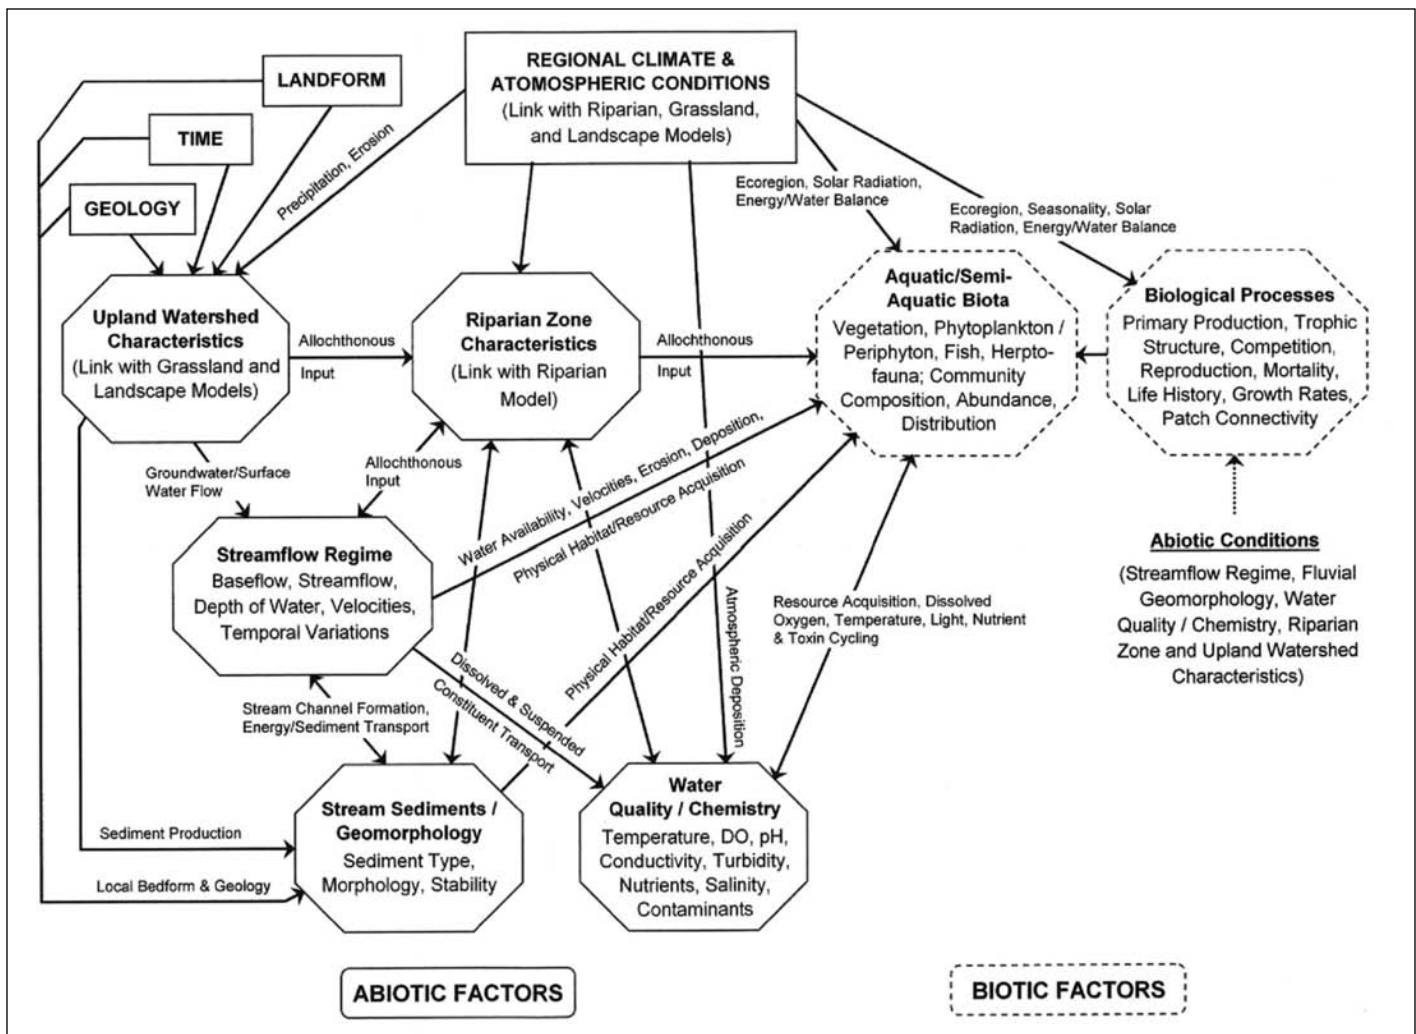 LANDFORM
TIME
GEOLOGY
REGIONAL CLIMATE &
ATOMOSPHERIC CONDITIONS
(Link with Riparian, Grassland,
and Landscape Models)
Precipitation, Erosion
Ecoregion, Solar Radiation,
Energy/Water Balance
Ecoregion, Seasonality, Solar
Radiation, Energy/Water Balance
Upland Watershed
Characteristics
(Link with Grassland and
Landscape Models)
Allochthonous
Input
Riparian Zone
Characteristics
(Link with Riparian
Model)
Allochthonous
Input
Aquatic/Semi-
Aquatic Biota
Vegetation, Phytoplankton /
Periphyton, Fish, Herpto-
fauna; Community
Composition, Abundance,
Distribution
Biological Processes
Primary Production, Trophic
Structure, Competition,
Reproduction, Mortality,
Life History, Growth Rates,
Patch Connectivity
Groundwater/Surface
Water Flow
Allochthonous
Input
Water Availability, Velocities, Erosion, Deposition,
Physical Habitat/Resource Acquisition
Streamflow Regime
Baseflow, Streamflow,
Depth of Water, Velocities,
Temporal Variations
Physical Habitat/Resource Acquisition
Atmospheric Deposition
Resource Acquisition, Dissolved
Oxygen, Temperature, Light, Nutrient
& Toxin Cycling
Abiotic Conditions
(Streamflow Regime, Fluvial
Geomorphology, Water
Quality / Chemistry, Riparian
Zone and Upland Watershed
Characteristics)
Stream Channel Formation,
Energy/Sediment Transport
Dissolved & Suspended
Constituent Transport
Stream Sediments /
Geomorphology
Sediment Type,
Morphology, Stability
Water
Quality / Chemistry
Temperature, DO, pH,
Conductivity, Turbidity,
Nutrients, Salinity,
Contaminants
Sediment Production
Local Bedform & Geology
ABIOTIC FACTORS
BIOTIC FACTORS